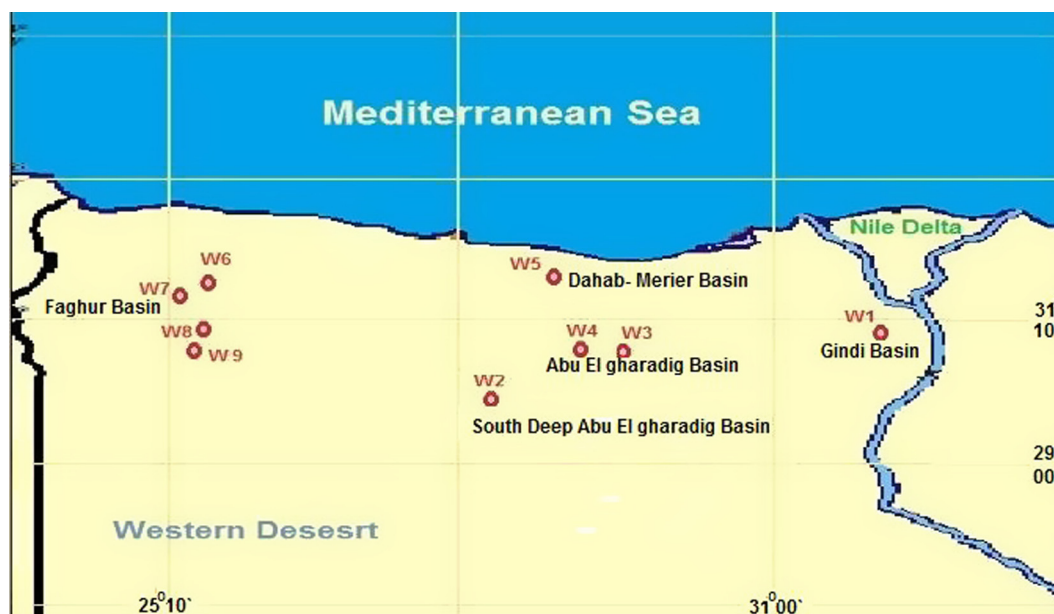 Mediterranean Sea
Nile Delta
W6
W5
Dahab- Merier Basin
W7
Faghur Basin
31
10
W1
W8
W4
W3
W9
Gindi Basin
Abu El gharadig Basin
W2
South Deep Abu El gharadig Basin
29
00
Western Desesrt
25⁰10`
31⁰00`